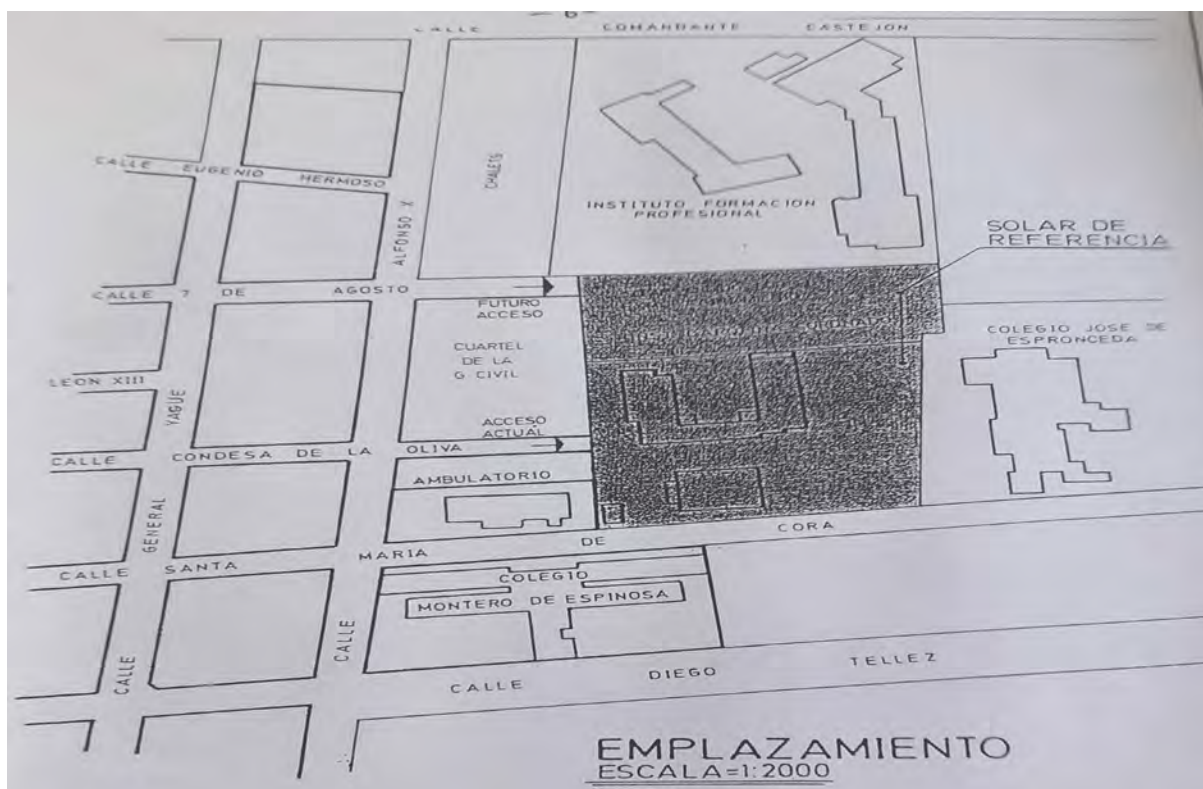 - 6 -
CALLE COMANDANTE CASTEJON
CHALETS
INSTITUTO FORMACION
PROFESIONAL
SOLAR DE
REFERENCIA
CALLE EUGENIO HERMOSO
ALFONSO X
CALLE 7 DE AGOSTO
FUTURO
ACCESO
CUARTEL
DE LA
G CIVIL
COLEGIO JOSE DE
ESPRONCEDA
LEON XIII
YAGUE
ACCESO
ACTUAL
CALLE CONDESA DE LA OLIVA
AMBULATORIO
GENERAL
CALLE SANTA MARIA DE CORA
COLEGIO
MONTERO DE ESPINOSA
CALLE
CALLE
CALLE DIEGO TELLEZ
EMPLAZAMIENTO
ESCALA=1:2000